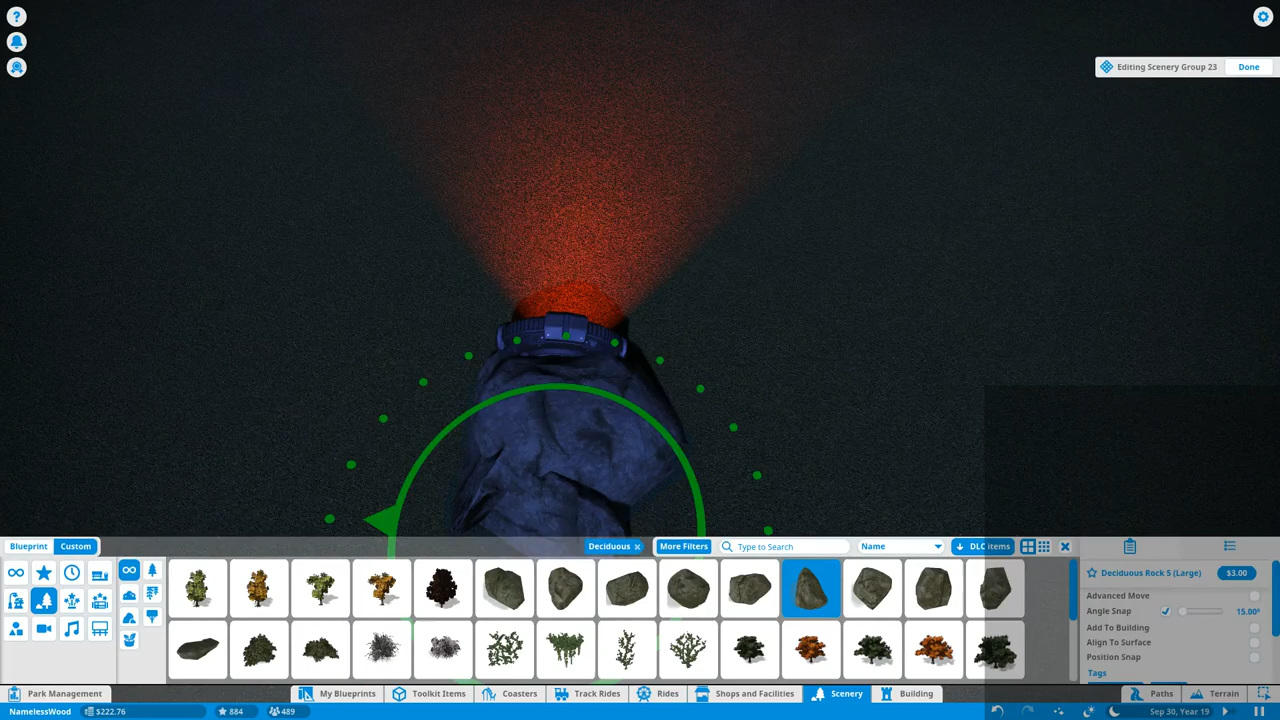 ?
Editing Scenery Group 23 Done
Blueprint Custom Deciduous × More Filters Type to Search Name DLC Items
Deciduous Rock 5 (Large) $3.00
Advanced Move
Angle Snap 15.00°
Add To Building
Align To Surface
Position Snap
Tags
Park Management My Blueprints Toolkit Items Coasters Track Rides Rides Shops and Facilities Scenery Building Paths Terrain
NamelessWood $222.76 884 489 Sep 30, Year 19